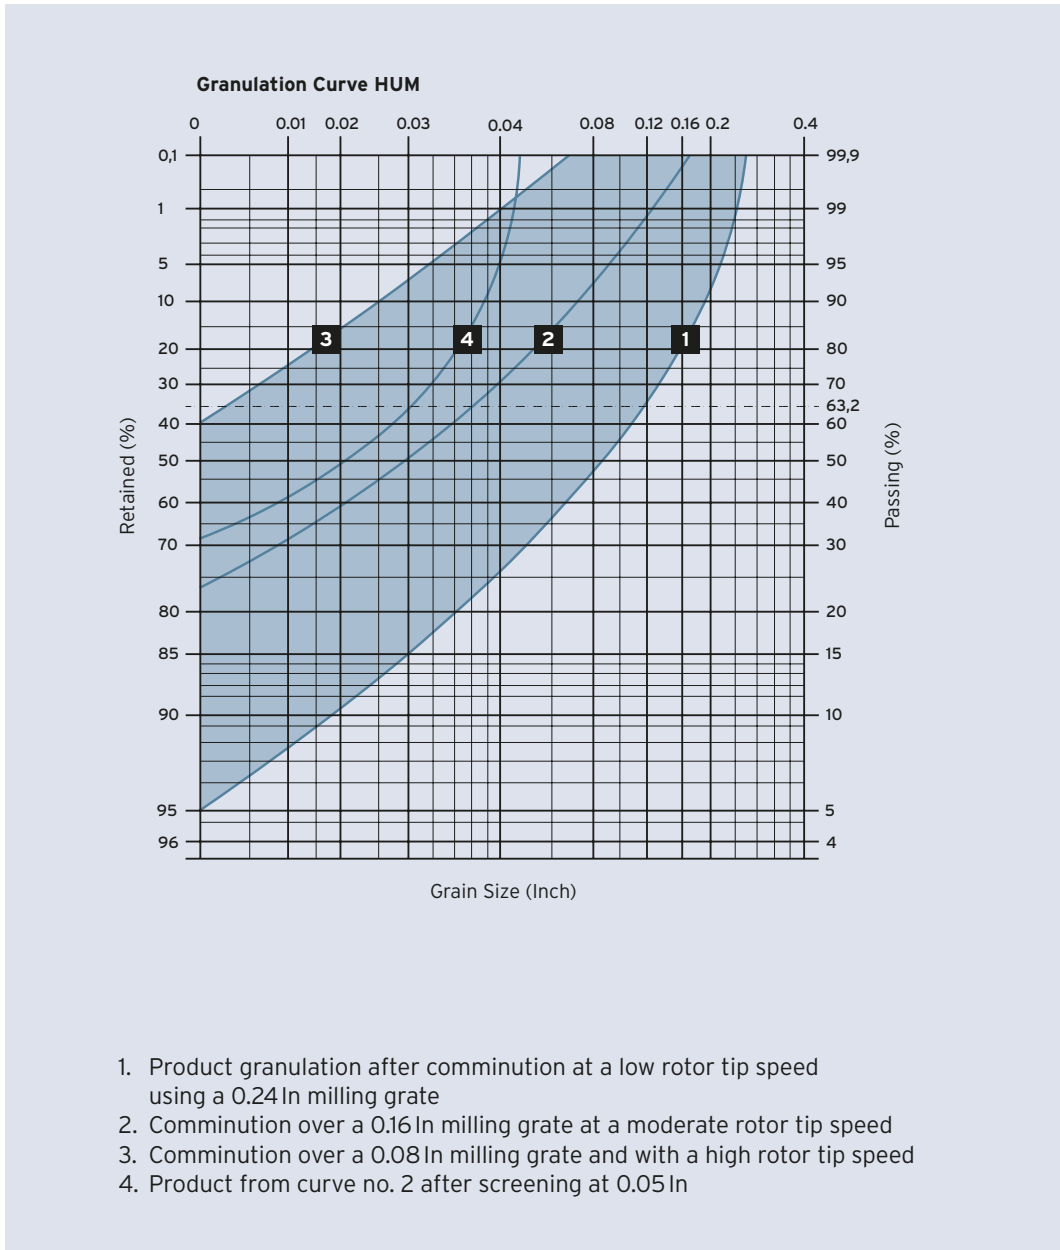 Granulation Curve HUM
0 0.01 0.02 0.03 0.04 0.08 0.12 0.16 0.2 0.4
0,1 99,9
1 99
5 95
10 90
3 4 2 1
20 80
30 70
63,2
40 60
50 50
60 40
70 30
80 20
85 15
90 10
95 5
96 4
Retained (%)
Passing (%)
Grain Size (Inch)
1. Product granulation after comminution at a low rotor tip speed
using a 0.24 In milling grate
2. Comminution over a 0.16 In milling grate at a moderate rotor tip speed
3. Comminution over a 0.08 In milling grate and with a high rotor tip speed
4. Product from curve no. 2 after screening at 0.05 In